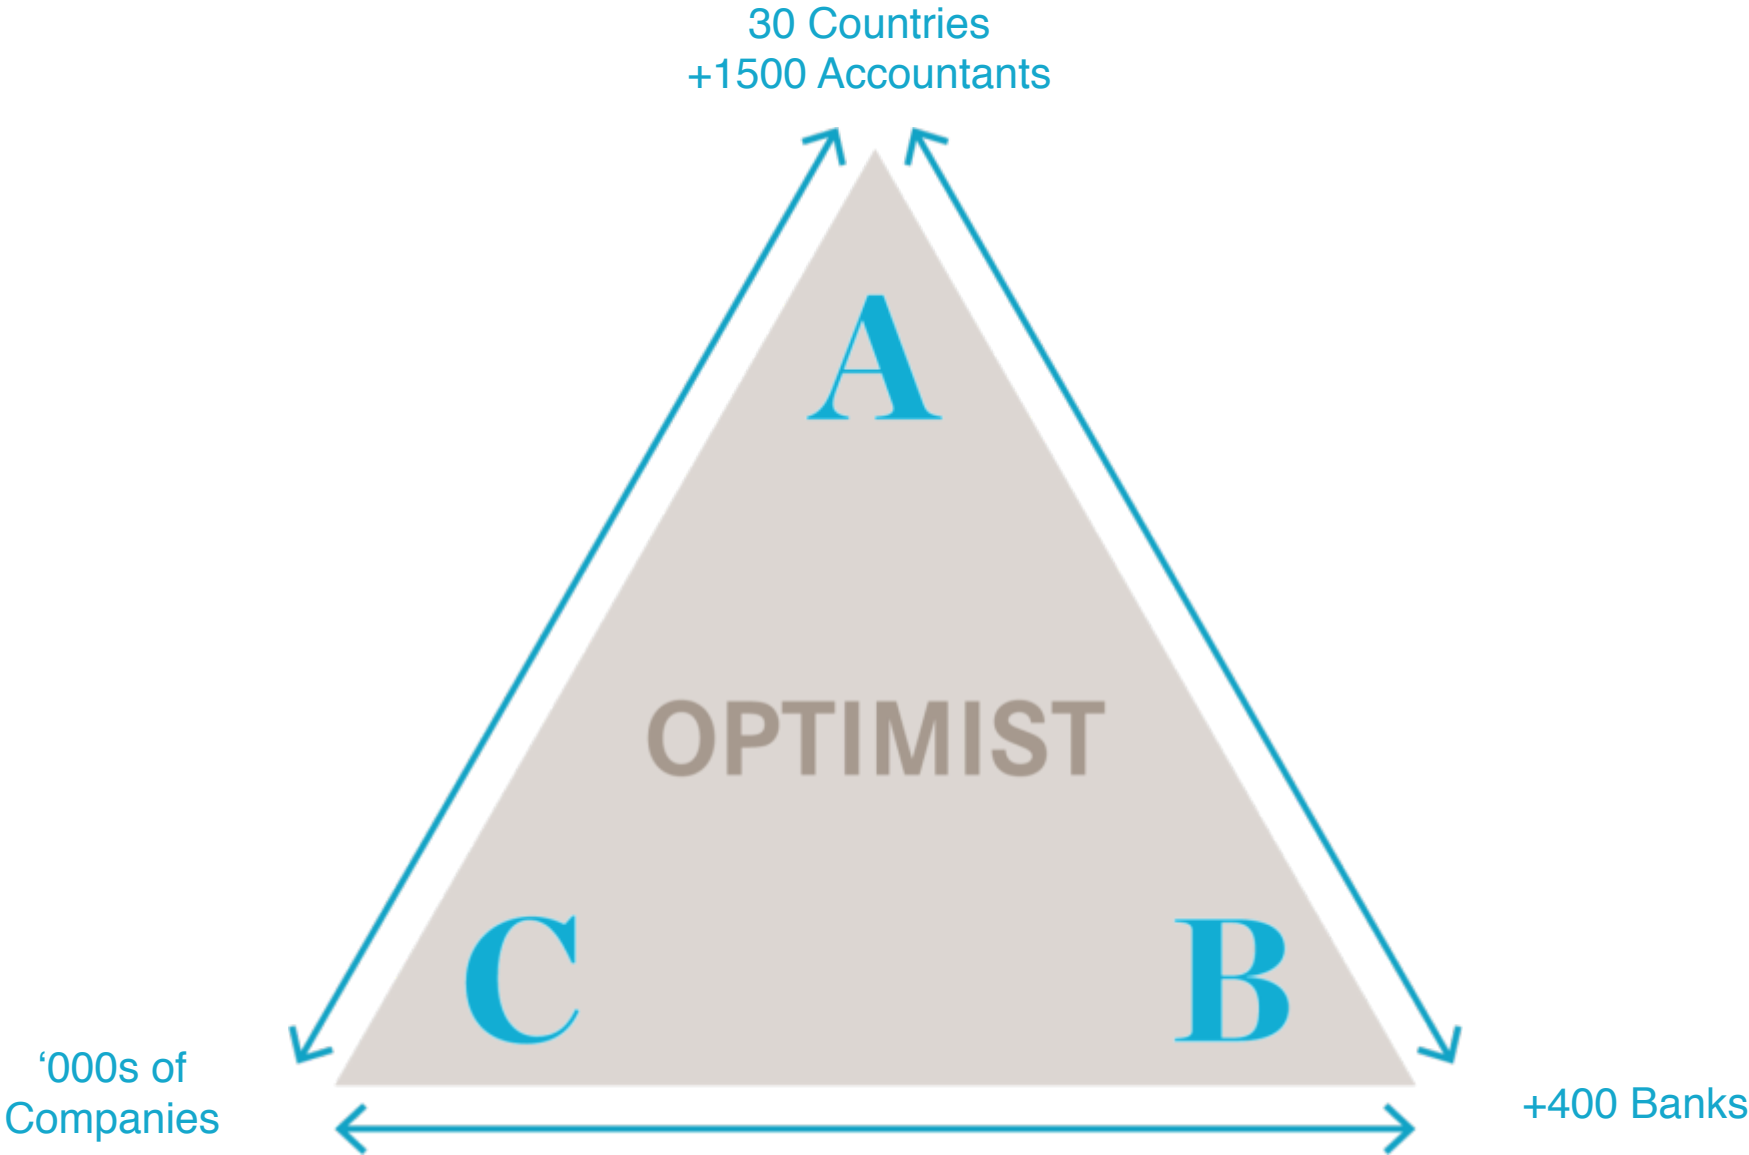 30 Countries
+1500 Accountants
A
OPTIMIST
C
B
‘000s of
Companies
+400 Banks